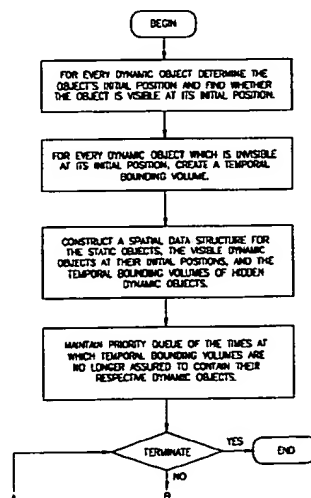 BEGIN
FOR EVERY DYNAMIC OBJECT DETERMINE THE
OBJECT'S INITIAL POSITION AND FIND WHETHER
THE OBJECT IS VISIBLE AT ITS INITIAL POSITION.
FOR EVERY DYNAMIC OBJECT WHICH IS INVISIBLE
AT ITS INITIAL POSITION, CREATE A TEMPORAL
BOUNDING VOLUME.
CONSTRUCT A SPATIAL DATA STRUCTURE FOR
THE STATIC OBJECTS, THE VISIBLE DYNAMIC
OBJECTS AT THEIR INITIAL POSITIONS, AND THE
TEMPORAL BOUNDING VOLUMES OF HIDDEN
DYNAMIC OBJECTS.
MAINTAIN PRIORITY QUEUE OF THE TIMES AT
WHICH TEMPORAL BOUNDING VOLUMES ARE
NO LONGER ASSURED TO CONTAIN THEIR
RESPECTIVE DYNAMIC OBJECTS.
TERMINATE
YES
END
NO